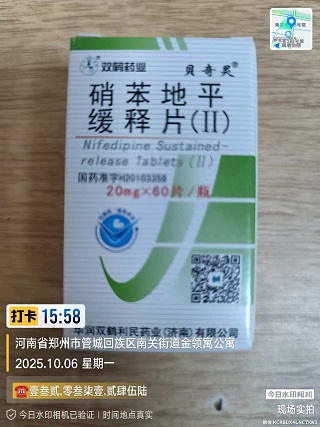 双鹤药业
贝奇灵
硝苯地平
缓释片(II)
Nifedipine Sustained-
release Tablets (II)
国药准字H20103358
20mg×60片/瓶
华润双鹤利民药业(济南)有限公司
打卡 15:58
河南省郑州市管城回族区南关街道金领寓公寓
2025.10.06 星期一
壹叁贰.零叁柒壹.贰肆伍陆
今日水印相机已验证 | 时间地点真实
今日水印相机
现场实拍